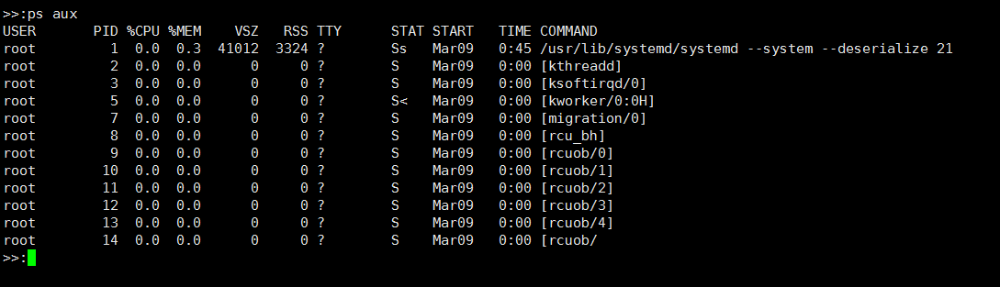 >>:ps aux
USER       PID %CPU %MEM    VSZ   RSS TTY      STAT START   TIME COMMAND
root         1  0.0  0.3  41012  3324 ?        Ss   Mar09   0:45 /usr/lib/systemd/systemd --system --deserialize 21
root         2  0.0  0.0      0     0 ?        S    Mar09   0:00 [kthreadd]
root         3  0.0  0.0      0     0 ?        S    Mar09   0:00 [ksoftirqd/0]
root         5  0.0  0.0      0     0 ?        S<   Mar09   0:00 [kworker/0:0H]
root         7  0.0  0.0      0     0 ?        S    Mar09   0:00 [migration/0]
root         8  0.0  0.0      0     0 ?        S    Mar09   0:00 [rcu_bh]
root         9  0.0  0.0      0     0 ?        S    Mar09   0:00 [rcuob/0]
root        10  0.0  0.0      0     0 ?        S    Mar09   0:00 [rcuob/1]
root        11  0.0  0.0      0     0 ?        S    Mar09   0:00 [rcuob/2]
root        12  0.0  0.0      0     0 ?        S    Mar09   0:00 [rcuob/3]
root        13  0.0  0.0      0     0 ?        S    Mar09   0:00 [rcuob/4]
root        14  0.0  0.0      0     0 ?        S    Mar09   0:00 [rcuob/
>>: